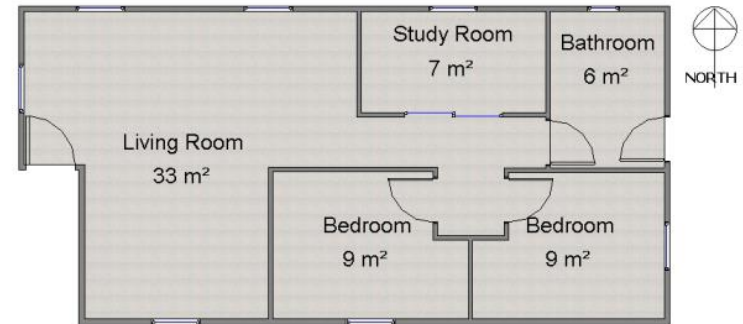 Study Room
7 m²
Bathroom
6 m²
NORTH
Living Room
33 m²
Bedroom
9 m²
Bedroom
9 m²